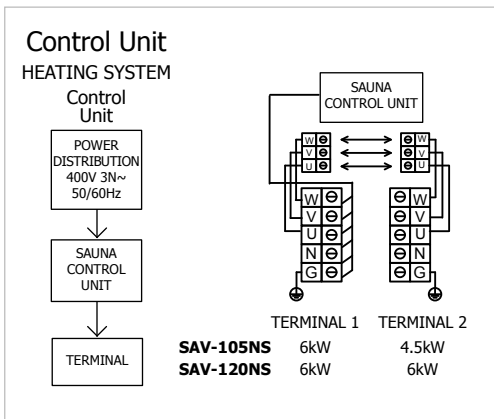 Control Unit
HEATING SYSTEM
Control
Unit
POWER
DISTRIBUTION
400V 3N~
50/60Hz
SAUNA
CONTROL
UNIT
TERMINAL
SAUNA
CONTROL UNIT
W
V
U
W
V
U
W
V
U
N
G
W
V
U
N
G
TERMINAL 1 TERMINAL 2
SAV-105NS 6kW 4.5kW
SAV-120NS 6kW 6kW